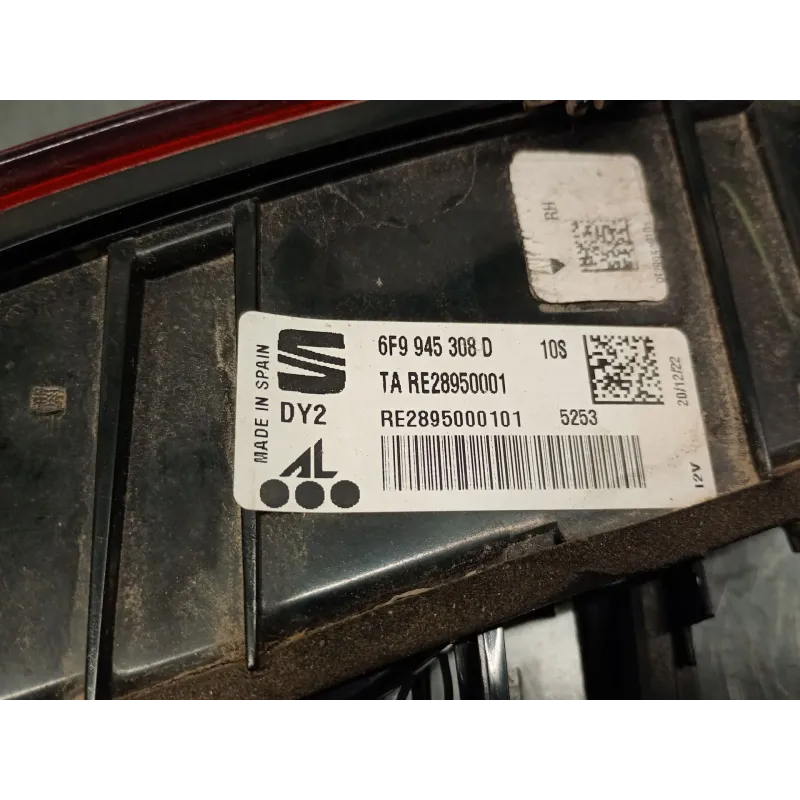 RH
6F9 945 308 D 10S
TA RE28950001
RE2895000101 5253
MADE IN SPAIN
DY2
AL
20/12/22
12V